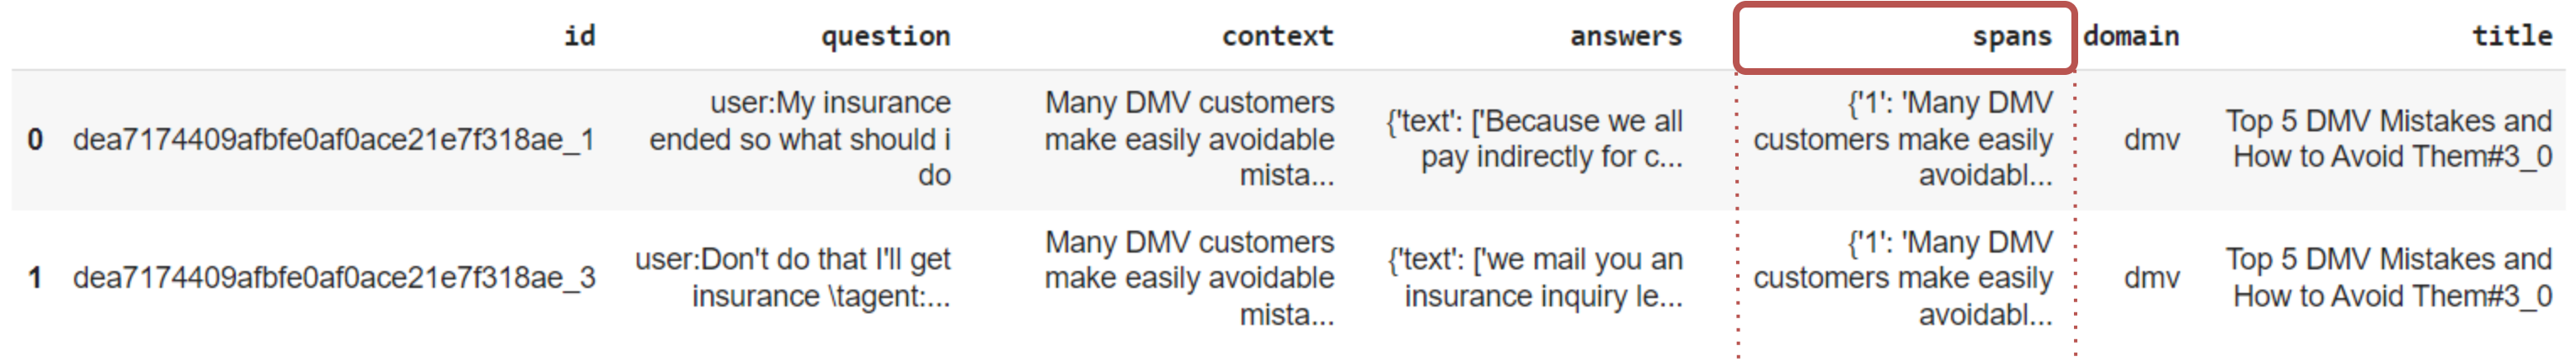 id question context answers spans domain title
0 dea7174409afbfe0af0ace21e7f318ae_1 user:My insurance ended so what should i do Many DMV customers make easily avoidable mista... {'text': ['Because we all pay indirectly for c... {'1': 'Many DMV customers make easily avoidabl... dmv Top 5 DMV Mistakes and How to Avoid Them#3_0
1 dea7174409afbfe0af0ace21e7f318ae_3 user:Don't do that I'll get insurance \tagent:... Many DMV customers make easily avoidable mista... {'text': ['we mail you an insurance inquiry le... {'1': 'Many DMV customers make easily avoidabl... dmv Top 5 DMV Mistakes and How to Avoid Them#3_0